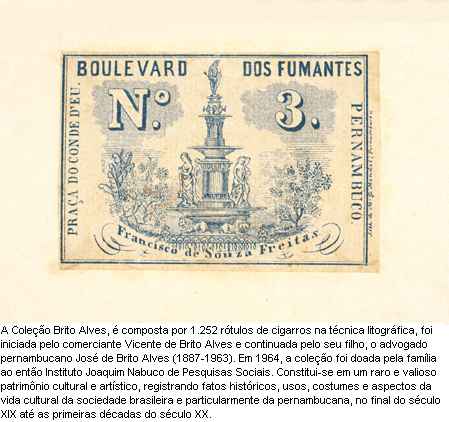 BOULEVARD DOS FUMANTES
N.º 3.
PRAÇA DO CONDE D'EU.
PERNAMBUCO.
Francisco de Souza Freitas
A Coleção Brito Alves, é composta por 1.252 rótulos de cigarros na técnica litográfica, foi
iniciada pelo comerciante Vicente de Brito Alves e continuada pelo seu filho, o advogado
pernambucano José de Brito Alves (1887-1963). Em 1964, a coleção foi doada pela família
ao então Instituto Joaquim Nabuco de Pesquisas Sociais. Constitui-se em um raro e valioso
patrimônio cultural e artístico, registrando fatos históricos, usos, costumes e aspectos da
vida cultural da sociedade brasileira e particularmente da pernambucana, no final do século
XIX até as primeiras décadas do século XX.